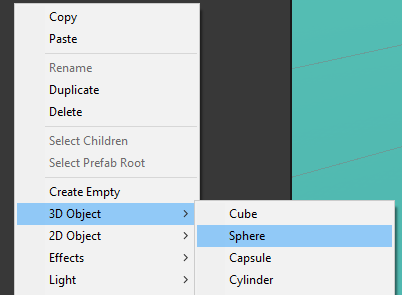 Copy
Paste
Rename
Duplicate
Delete
Select Children
Select Prefab Root
Create Empty
3D Object
2D Object
Effects
Light
Cube
Sphere
Capsule
Cylinder